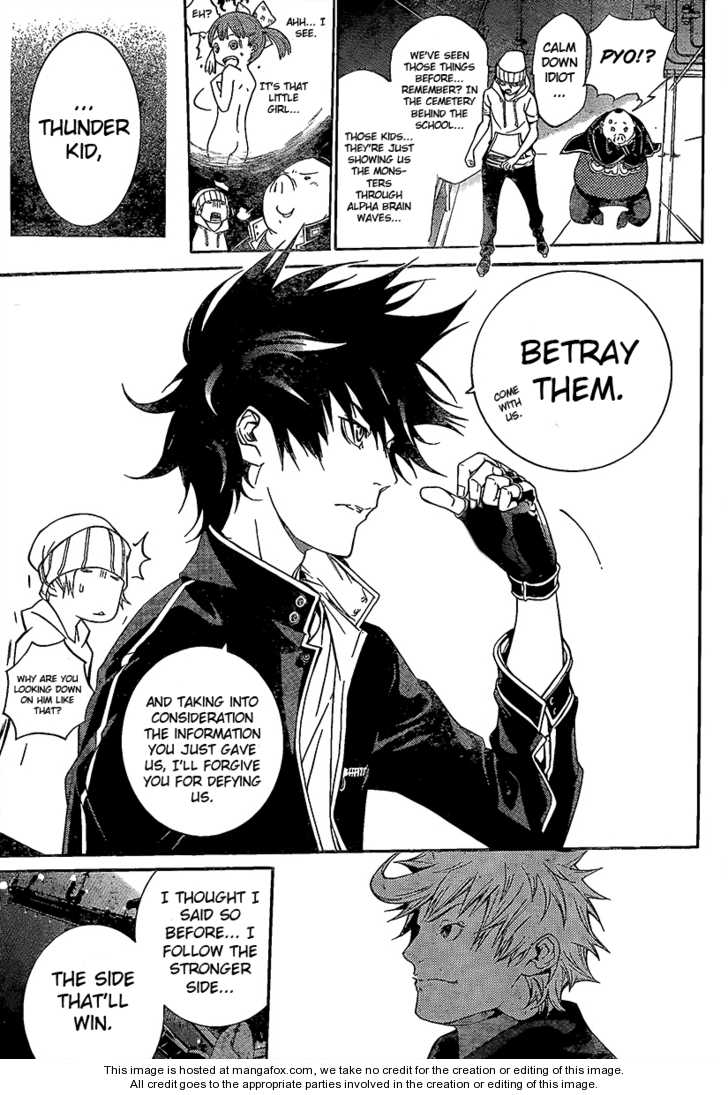 PYO!?
CALM
DOWN
IDIOT
...
WE'VE SEEN
THOSE THINGS
BEFORE...
REMEMBER? IN
THE CEMETERY
BEHIND THE
SCHOOL...
THOSE KIDS...
THEY'RE JUST
SHOWING US
THE MONS-
TERS
THROUGH
ALPHA BRAIN
WAVES...
AHH... I
SEE.
EH?
IT'S THAT
LITTLE
GIRL...
...
THUNDER
KID,
BETRAY
THEM.
COME
WITH
US.
WHY ARE YOU
LOOKING DOWN
ON HIM LIKE
THAT?
AND TAKING INTO
CONSIDERATION
THE INFORMATION
YOU JUST GAVE
US, I'LL FORGIVE
YOU FOR DEFYING
US.
I THOUGHT I
SAID SO
BEFORE... I
FOLLOW THE
STRONGER
SIDE...
THE SIDE
THAT'LL
WIN.
This image is hosted at mangafox.com, we take no credit for the creation or editing of this image.
All credit goes to the appropriate parties involved in the creation or editing of this image.